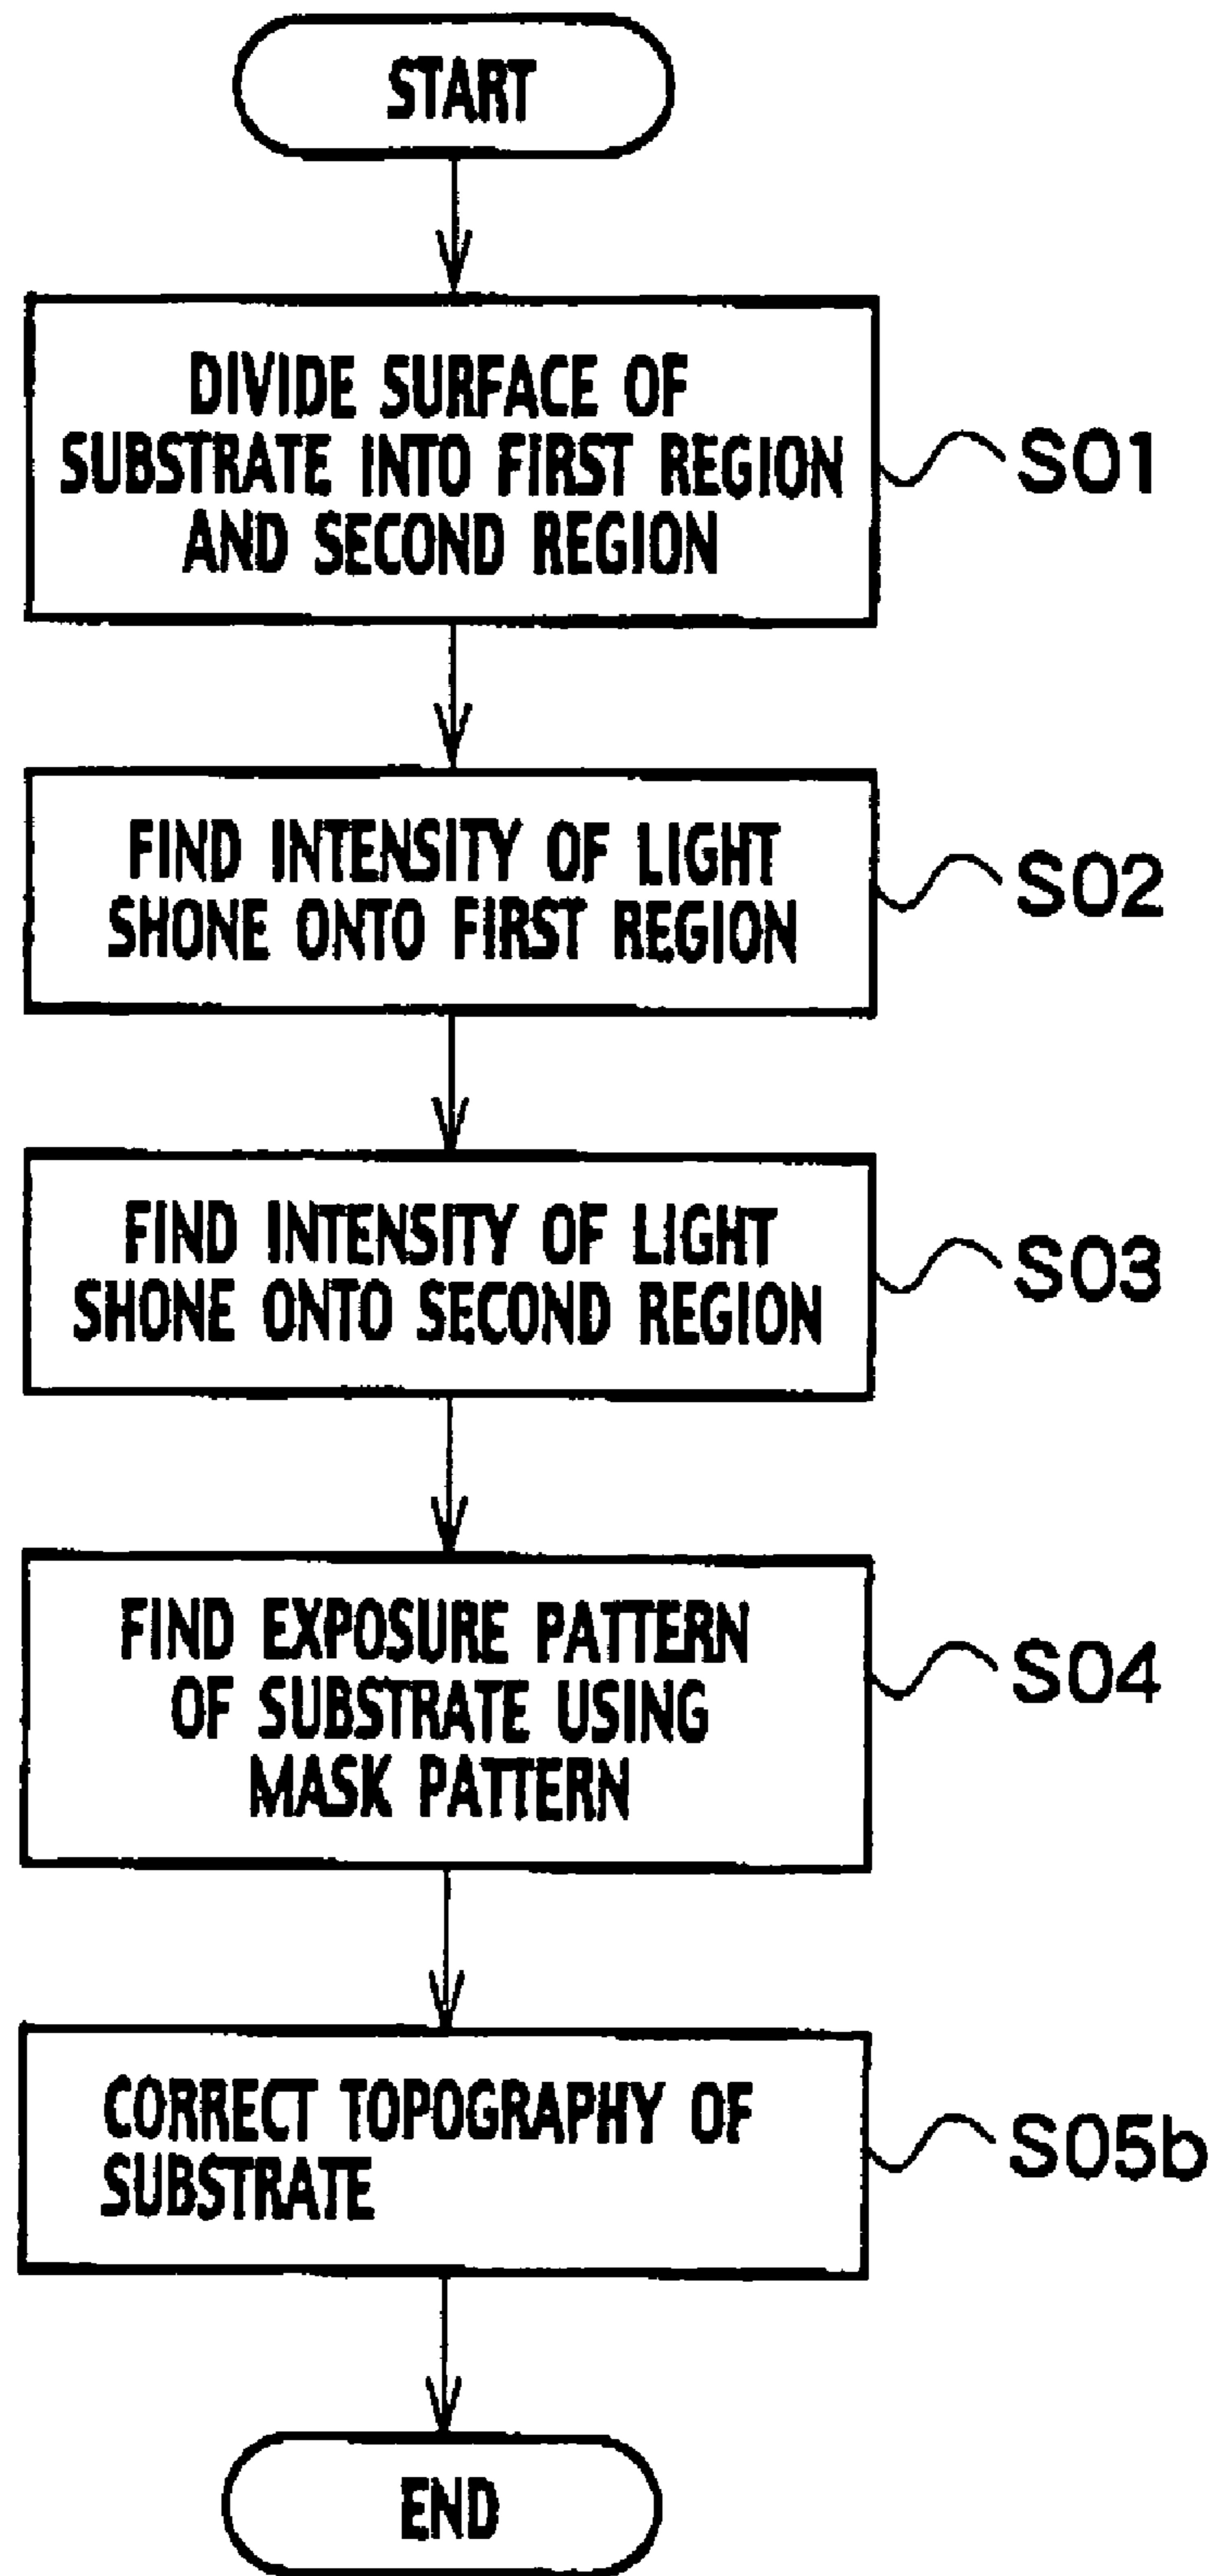 START
DIVIDE SURFACE OF
SUBSTRATE INTO FIRST REGION
AND SECOND REGION
S01
FIND INTENSITY OF LIGHT
SHONE ONTO FIRST REGION
S02
FIND INTENSITY OF LIGHT
SHONE ONTO SECOND REGION
S03
FIND EXPOSURE PATTERN
OF SUBSTRATE USING
MASK PATTERN
S04
CORRECT TOPOGRAPHY OF
SUBSTRATE
S05b
END